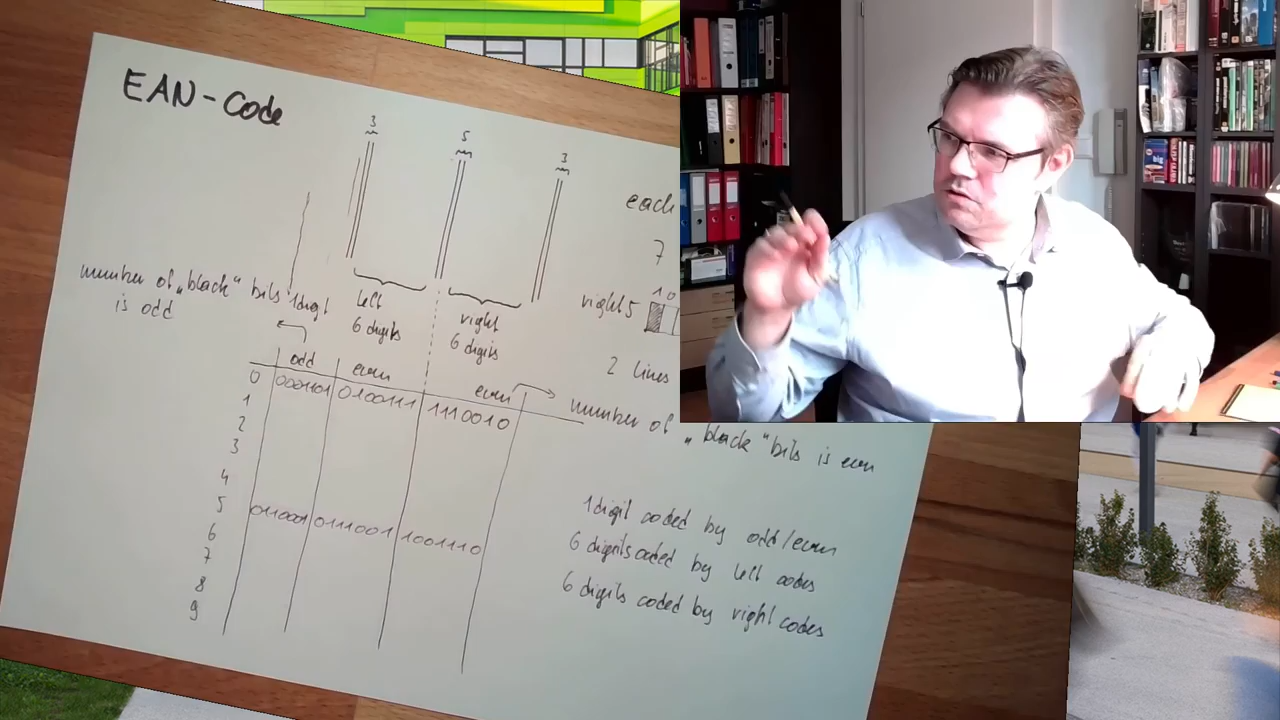 EAN-Code
3
5
3
each
7
number of „black" bits
is odd
1 digit
left
6 digits
right
6 digits
right 5
1 0
2 lines
odd
even
even
number of „black" bits is even
0 0001101 0100111 1110010
1
2
3
4
5 0110001 0111001 1001110
6
7
8
9
1 digit coded by odd/even
6 digits coded by left codes
6 digits coded by right codes
big